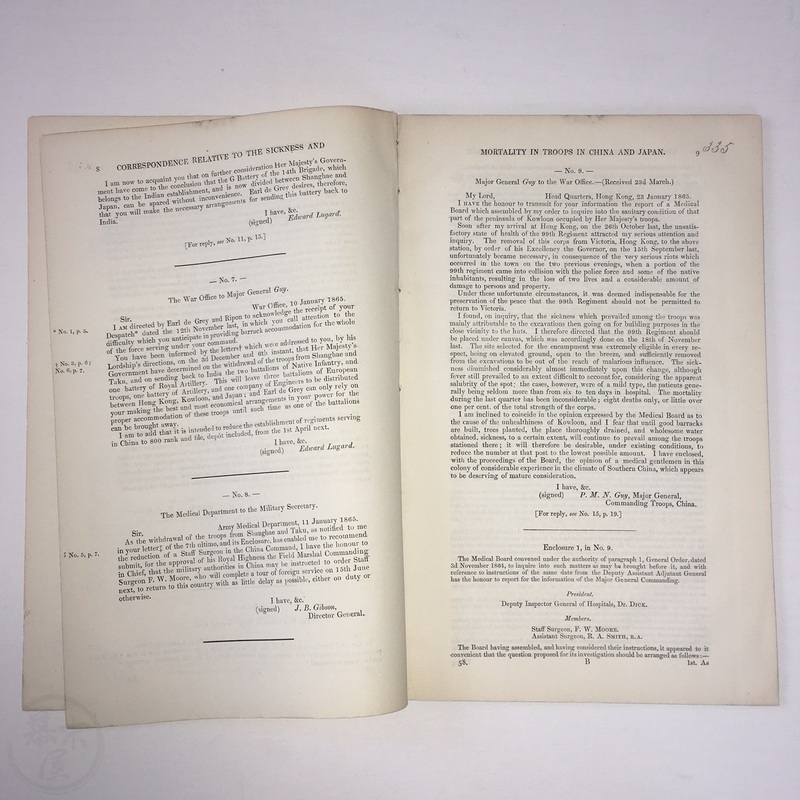 8 CORRESPONDENCE RELATIVE TO THE SICKNESS AND
I am now to acquaint you that on further consideration Her Majesty's Govern-
ment have come to the conclusion that the G Battery of the 14th Brigade, which
belongs to the Indian establishment, and is now divided between Shanghae and
Japan, can be spared without inconvenience. Earl de Grey desires, therefore,
that you will make the necessary arrangements for sending this battery back to
India.
I have, &c.
(signed) Edward Lugard.
[For reply, see No. 11, p. 15.]
— No. 7. —
The War Office to Major General Guy.
Sir, War Office, 10 January 1865.
* No. 1, p. 5.
I AM directed by Earl de Grey and Ripon to acknowledge the receipt of your
Despatch* dated the 12th November last, in which you call attention to the
difficulty which you anticipate in providing barrack accommodation for the whole
of the force serving under your command.
† No. 3, p. 6;
No. 6, p. 7.
You have been informed by the letters† which were addressed to you, by his
Lordship's directions, on the 3d December and 6th instant, that Her Majesty's
Government have determined on the withdrawal of the troops from Shanghae and
Taku, and on sending back to India the two battalions of Native Infantry, and
one battery of Royal Artillery. This will leave three battalions of European
troops, one battery of Artillery, and one company of Engineers to be distributed
between Hong Kong, Kowloon, and Japan; and Earl de Grey can only rely on
your making the best and most economical arrangements in your power for the
proper accommodation of these troops until such time as one of the battalions
can be brought away.
I am to add that it is intended to reduce the establishment of regiments serving
in China to 800 rank and file, depôt included, from the 1st April next.
I have, &c.
(signed) Edward Lugard.
— No. 8. —
The Medical Department to the Military Secretary.
Sir, Army Medical Department, 11 January 1865.
‡ No. 5, p. 7.
As the withdrawal of the troops from Shanghae and Taku, as notified to me
in your letter‡ of the 7th ultimo, and its Enclosure, has enabled me to recommend
the reduction of a Staff Surgeon in the China Command, I have the honour to
submit, for the approval of his Royal Highness the Field Marshal Commanding
in Chief, that the military authorities in China may be instructed to order Staff
Surgeon F. W. Moore, who will complete a tour of foreign service on 15th June
next, to return to this country with as little delay as possible, either on duty or
otherwise.
I have, &c.
(signed) J. B. Gibson,
Director General.
MORTALITY IN TROOPS IN CHINA AND JAPAN. 9 335
— No. 9. —
Major General Guy to the War Office.—(Received 23d March.)
My Lord, Head Quarters, Hong Kong, 23 January 1865.
I HAVE the honour to transmit for your information the report of a Medical
Board which assembled by my order to inquire into the sanitary condition of that
part of the peninsula of Kowloon occupied by Her Majesty's troops.
Soon after my arrival at Hong Kong, on the 26th October last, the unsatis-
factory state of health of the 99th Regiment attracted my serious attention and
inquiry. The removal of this corps from Victoria, Hong Kong, to the above
station, by order of his Excellency the Governor, on the 15th September last,
unfortunately became necessary, in consequence of the very serious riots which
occurred in the town on the two previous evenings, when a portion of the
99th regiment came into collision with the police force and some of the native
inhabitants, resulting in the loss of two lives and a considerable amount of
damage to persons and property.
Under these unfortunate circumstances, it was deemed indispensable for the
preservation of the peace that the 99th Regiment should not be permitted to
return to Victoria.
I found, on inquiry, that the sickness which prevailed among the troops was
mainly attributable to the excavations then going on for building purposes in the
close vicinity to the huts. I therefore directed that the 99th Regiment should
be placed under canvas, which was accordingly done on the 18th of November
last. The site selected for the encampment was extremely eligible in every re-
spect, being on elevated ground, open to the breeze, and sufficiently removed
from the excavations to be out of the reach of malarious influence. The sick-
ness diminished considerably almost immediately upon this change, although
fever still prevailed to an extent difficult to account for, considering the apparent
salubrity of the spot; the cases, however, were of a mild type, the patients gene-
rally being seldom more than from six to ten days in hospital. The mortality
during the last quarter has been inconsiderable; eight deaths only, or little over
one per cent. of the total strength of the corps.
I am inclined to coincide in the opinion expressed by the Medical Board as to
the cause of the unhealthiness of Kowloon, and I fear that until good barracks
are built, trees planted, the place thoroughly drained, and wholesome water
obtained, sickness, to a certain extent, will continue to prevail among the troops
stationed there; it will therefore be desirable, under existing conditions, to
reduce the number at that post to the lowest possible amount. I have enclosed,
with the proceedings of the Board, the opinion of a medical gentlemen in this
colony of considerable experience in the climate of Southern China, which appears
to be deserving of mature consideration.
I have, &c.
(signed) P. M. N. Guy, Major General,
Commanding Troops, China.
[For reply, see No. 15, p. 19.]
Enclosure 1, in No. 9.
The Medical Board convened under the authority of paragraph 1, General Order, dated
3d November 1864, to inquire into such matters as may be brought before it, and with
reference to instructions of the same date from the Deputy Assistant Adjutant General
has the honour to report for the information of the Major General Commanding.
President.
Deputy Inspector General of Hospitals, Dr. DICK.
Members.
Staff Surgeon, F. W. MOORE.
Assistant Surgeon, R. A. SMITH, R.A.
The Board having assembled, and having considered their instructions, it appeared to it
convenient that the question proposed for its investigation should be arranged as follows:—
58. B 1st. As